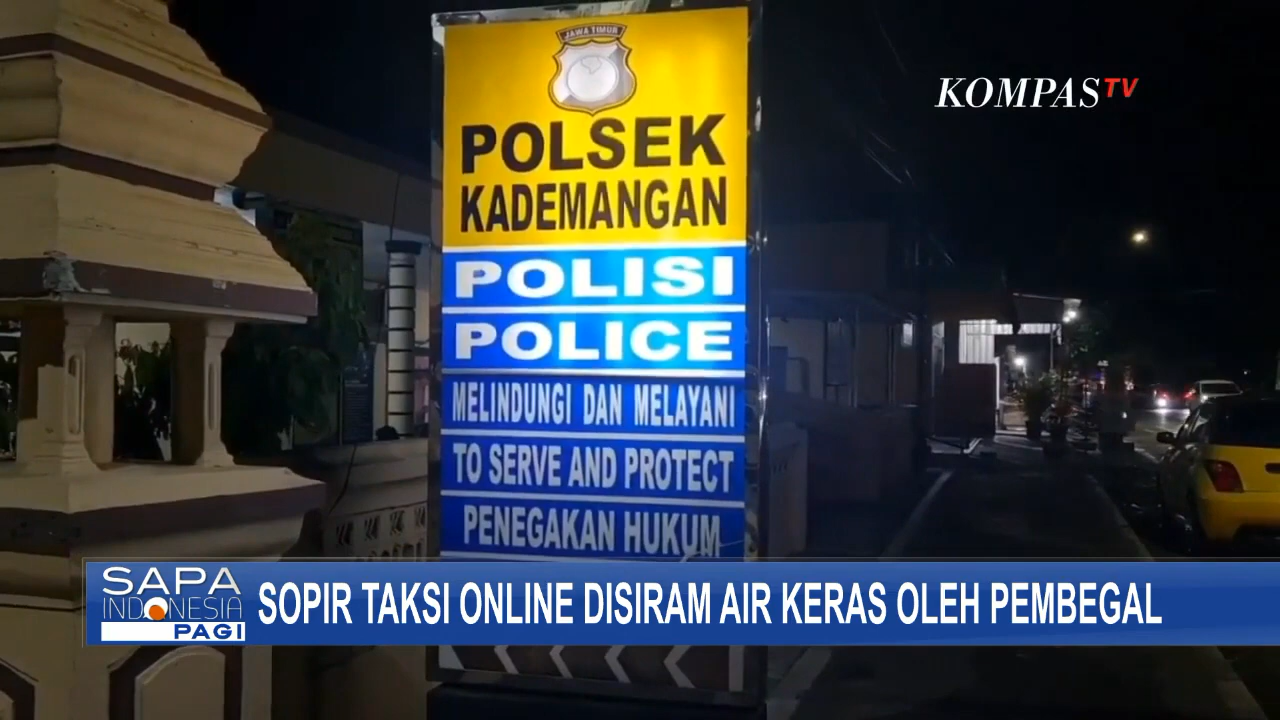 JAWA TIMUR
POLSEK
KADEMANGAN
POLISI
POLICE
MELINDUNGI DAN MELAYANI
TO SERVE AND PROTECT
PENEGAKAN HUKUM
KOMPASTV
SAPA
INDONESIA
PAGI
SOPIR TAKSI ONLINE DISIRAM AIR KERAS OLEH PEMBEGAL